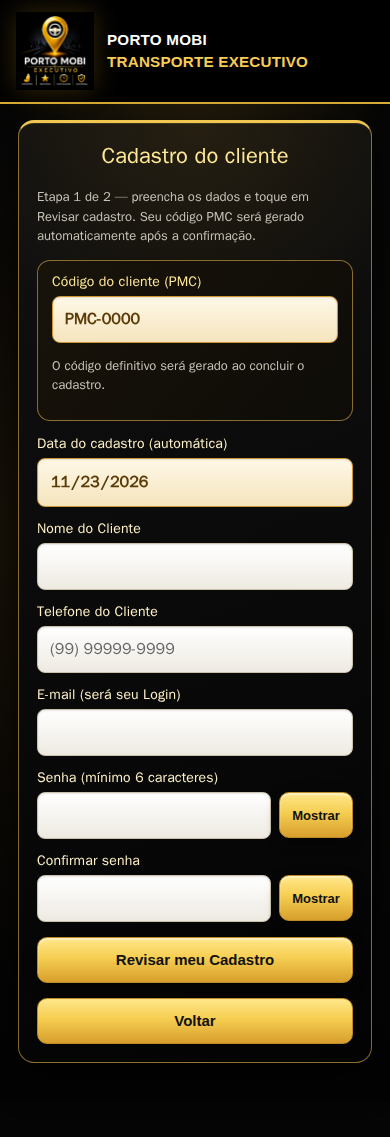 PORTO MOBI
EXECUTIVO
PORTO MOBI
TRANSPORTE EXECUTIVO
Cadastro do cliente
Etapa 1 de 2 — preencha os dados e toque em
Revisar cadastro. Seu código PMC será gerado
automaticamente após a confirmação.
Código do cliente (PMC)
PMC-0000
O código definitivo será gerado ao concluir o
cadastro.
Data do cadastro (automática)
11/23/2026
Nome do Cliente
Telefone do Cliente
(99) 99999-9999
E-mail (será seu Login)
Senha (mínimo 6 caracteres)
Mostrar
Confirmar senha
Mostrar
Revisar meu Cadastro
Voltar